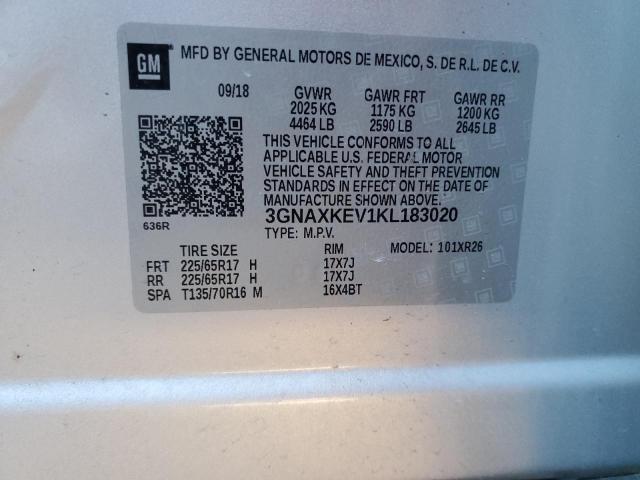 GM
MFD BY GENERAL MOTORS DE MEXICO, S. DE R.L. DE C.V.
09/18 GVWR GAWR FRT GAWR RR
2025 KG 1175 KG 1200 KG
4464 LB 2590 LB 2645 LB
THIS VEHICLE CONFORMS TO ALL
APPLICABLE U.S. FEDERAL MOTOR
VEHICLE SAFETY AND THEFT
PREVENTION STANDARDS IN
EFFECT ON THE DATE OF
MANUFACTURE SHOWN ABOVE.
3GNAXKEV1KL183020
636R
TYPE: M.P.V.
TIRE SIZE RIM MODEL: 101XR26
FRT 225/65R17 H 17X7J
RR 225/65R17 H 17X7J
SPA T135/70R16 M 16X4BT